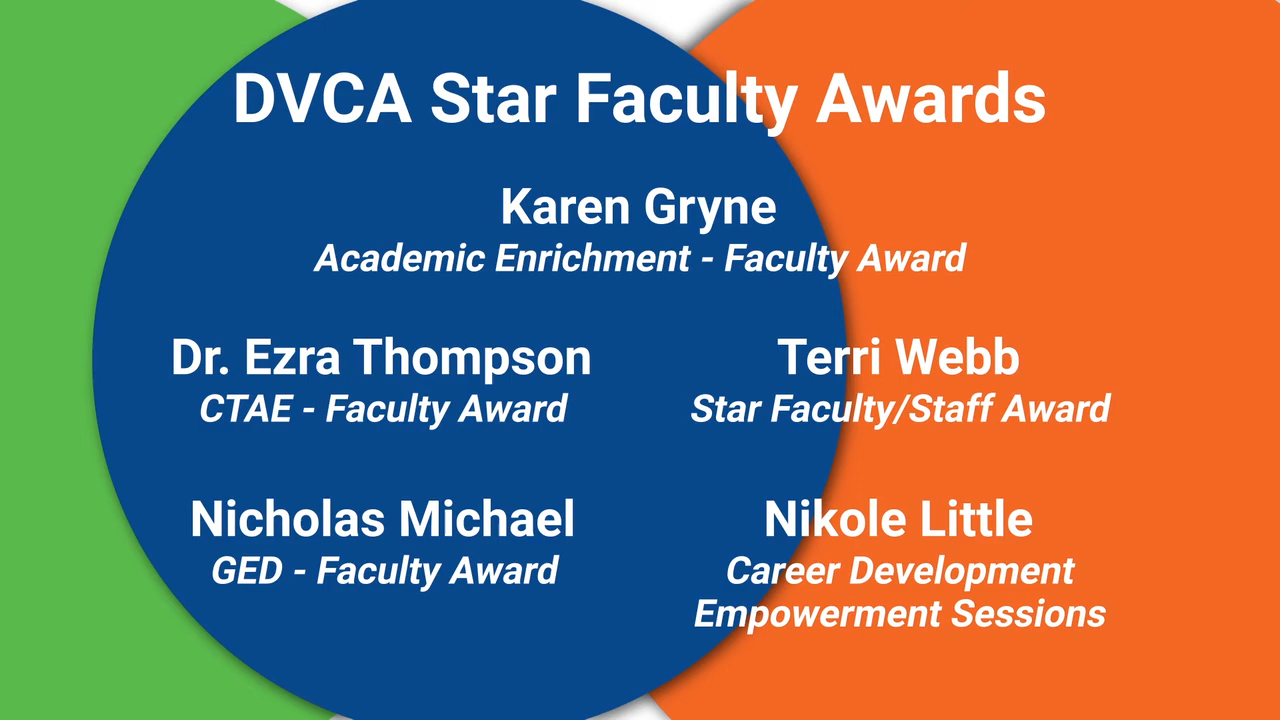 DVCA Star Faculty Awards
Karen Gryne
Academic Enrichment - Faculty Award
Dr. Ezra Thompson
CTAE - Faculty Award
Terri Webb
Star Faculty/Staff Award
Nicholas Michael
GED - Faculty Award
Nikole Little
Career Development
Empowerment Sessions